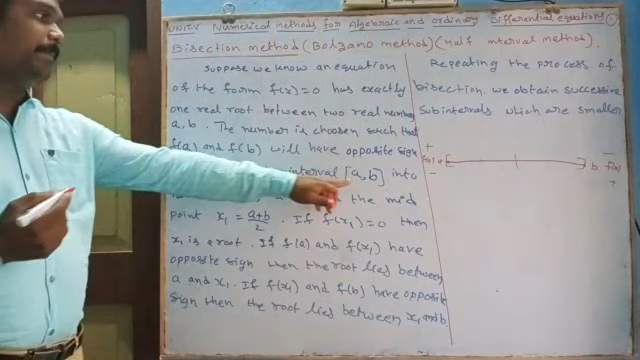 UNIT-V Numerical methods for Algebraic and ordinary Differential equations
Bisection method (Bolzano method) (Half interval method).
Suppose we know an equation
of the form f(x)=0 has exactly
one real root between two real number
a, b. The number is choosen such that
f(a) and f(b) will have opposite sign
interval [a, b] into
the mid
point x₁ = a+b/2. If f(x₁)=0 then
x₁ is a root. If f(a) and f(x₁) have
opposite sign then the root lies between
a and x₁. If f(x₁) and f(b) have opposite
sign then the root lies between x₁ and b,
Repeating the process of
bisection. we obtain successive
subintervals which are smaller
+ −
f(a) a b f(b)
− +